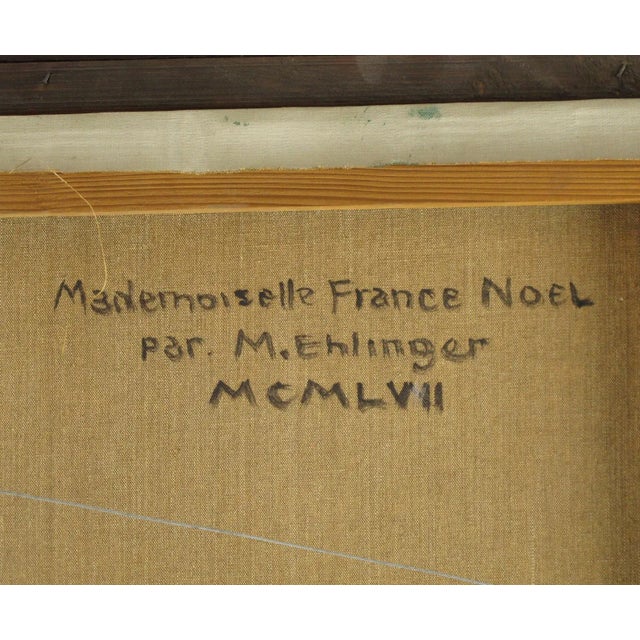 Mademoiselle France Noel
par. M. Ehlinger
MCMLVII